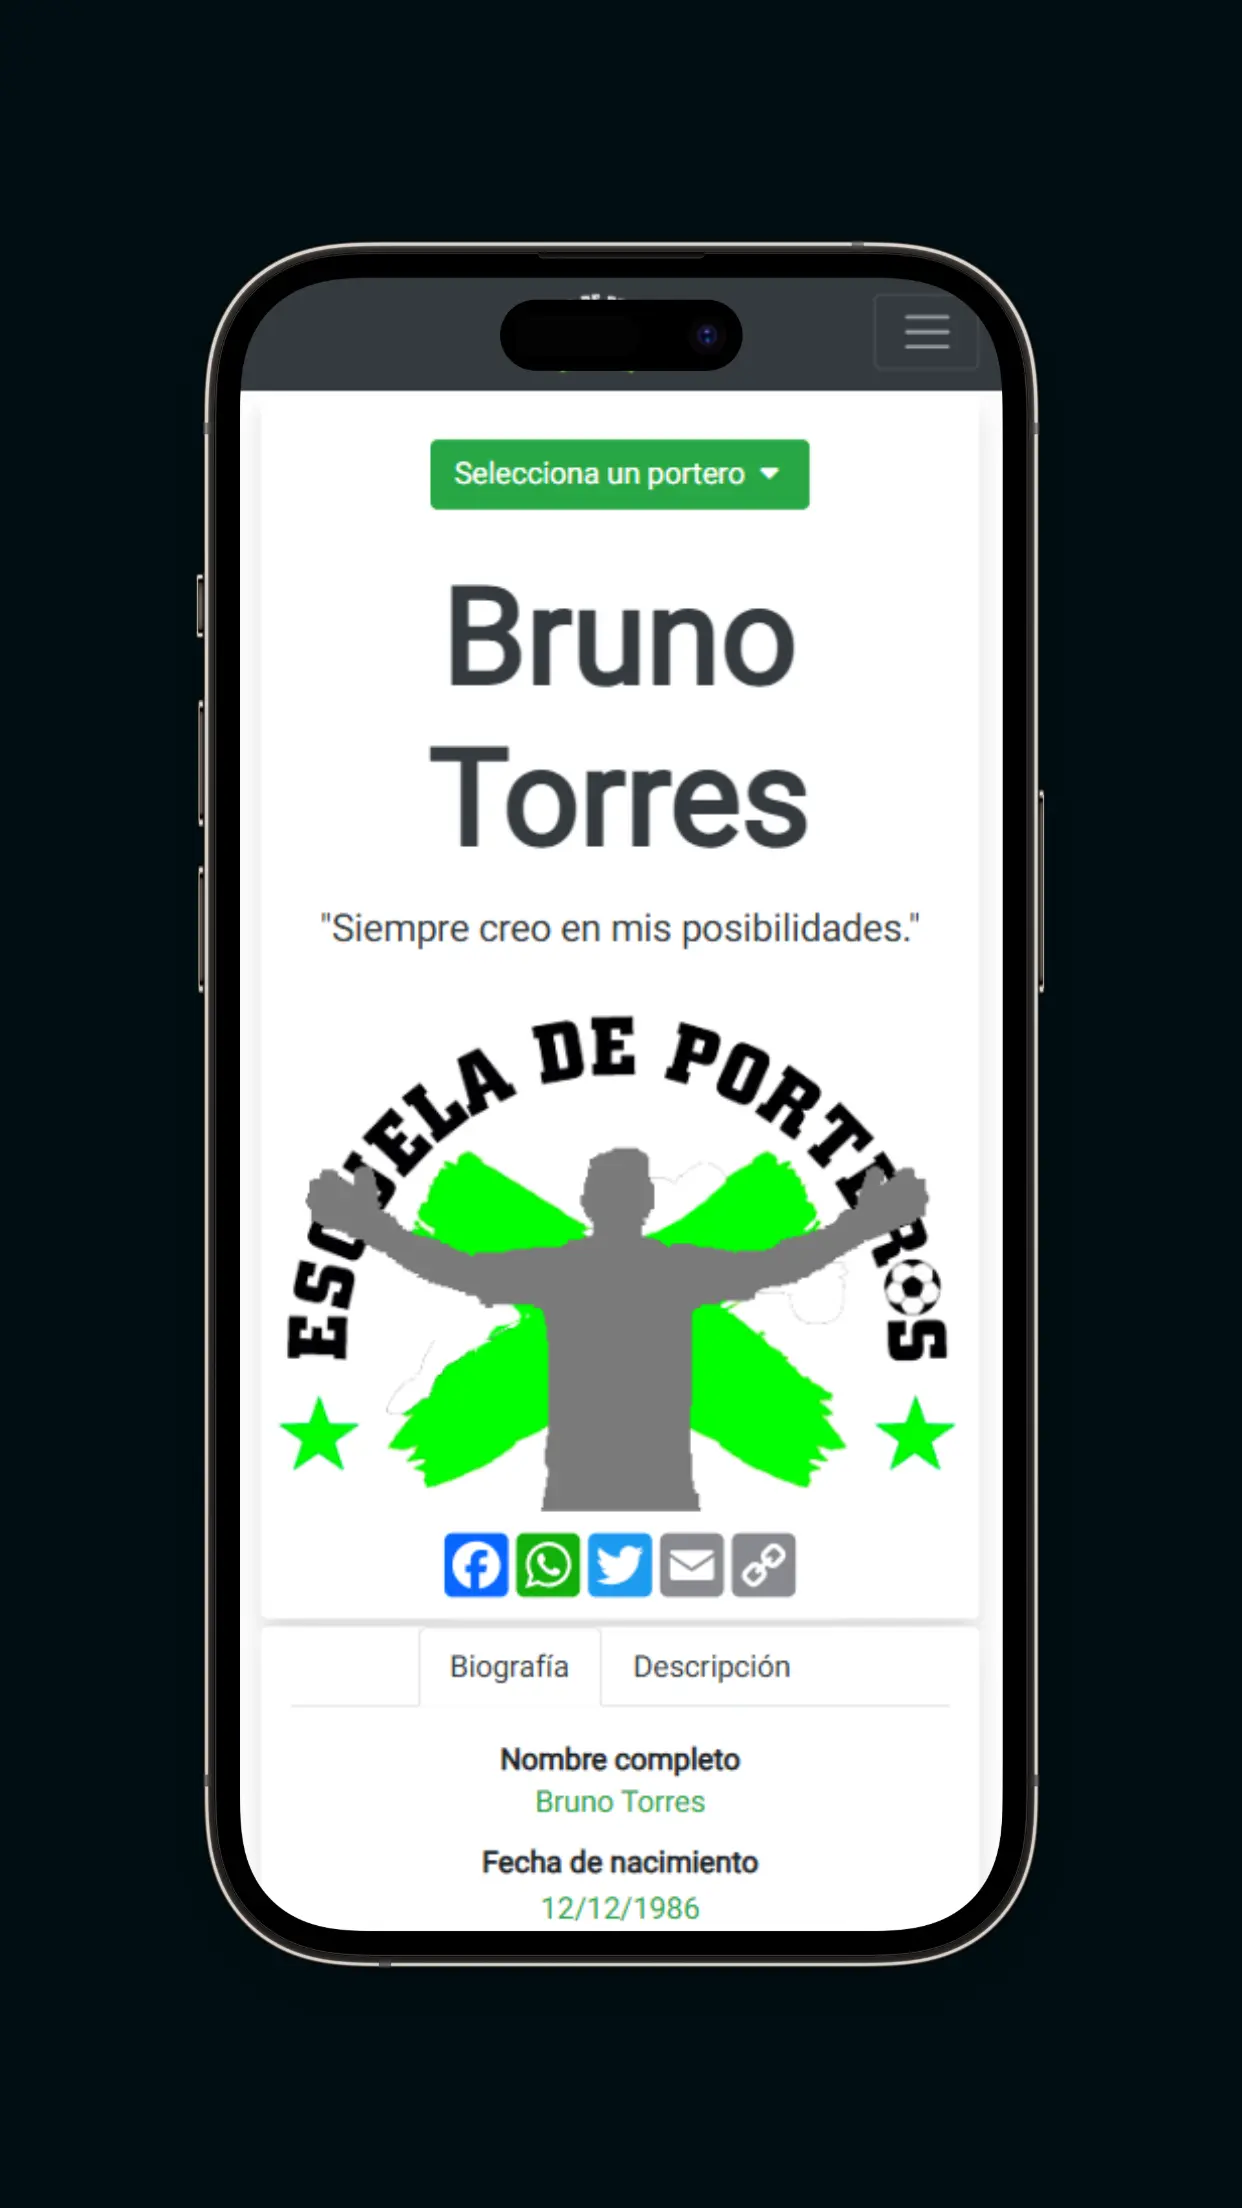 Selecciona un portero
Bruno
Torres
"Siempre creo en mis posibilidades."
ESCUELA DE PORTEROS
Biografía
Descripción
Nombre completo
Bruno Torres
Fecha de nacimiento
12/12/1986